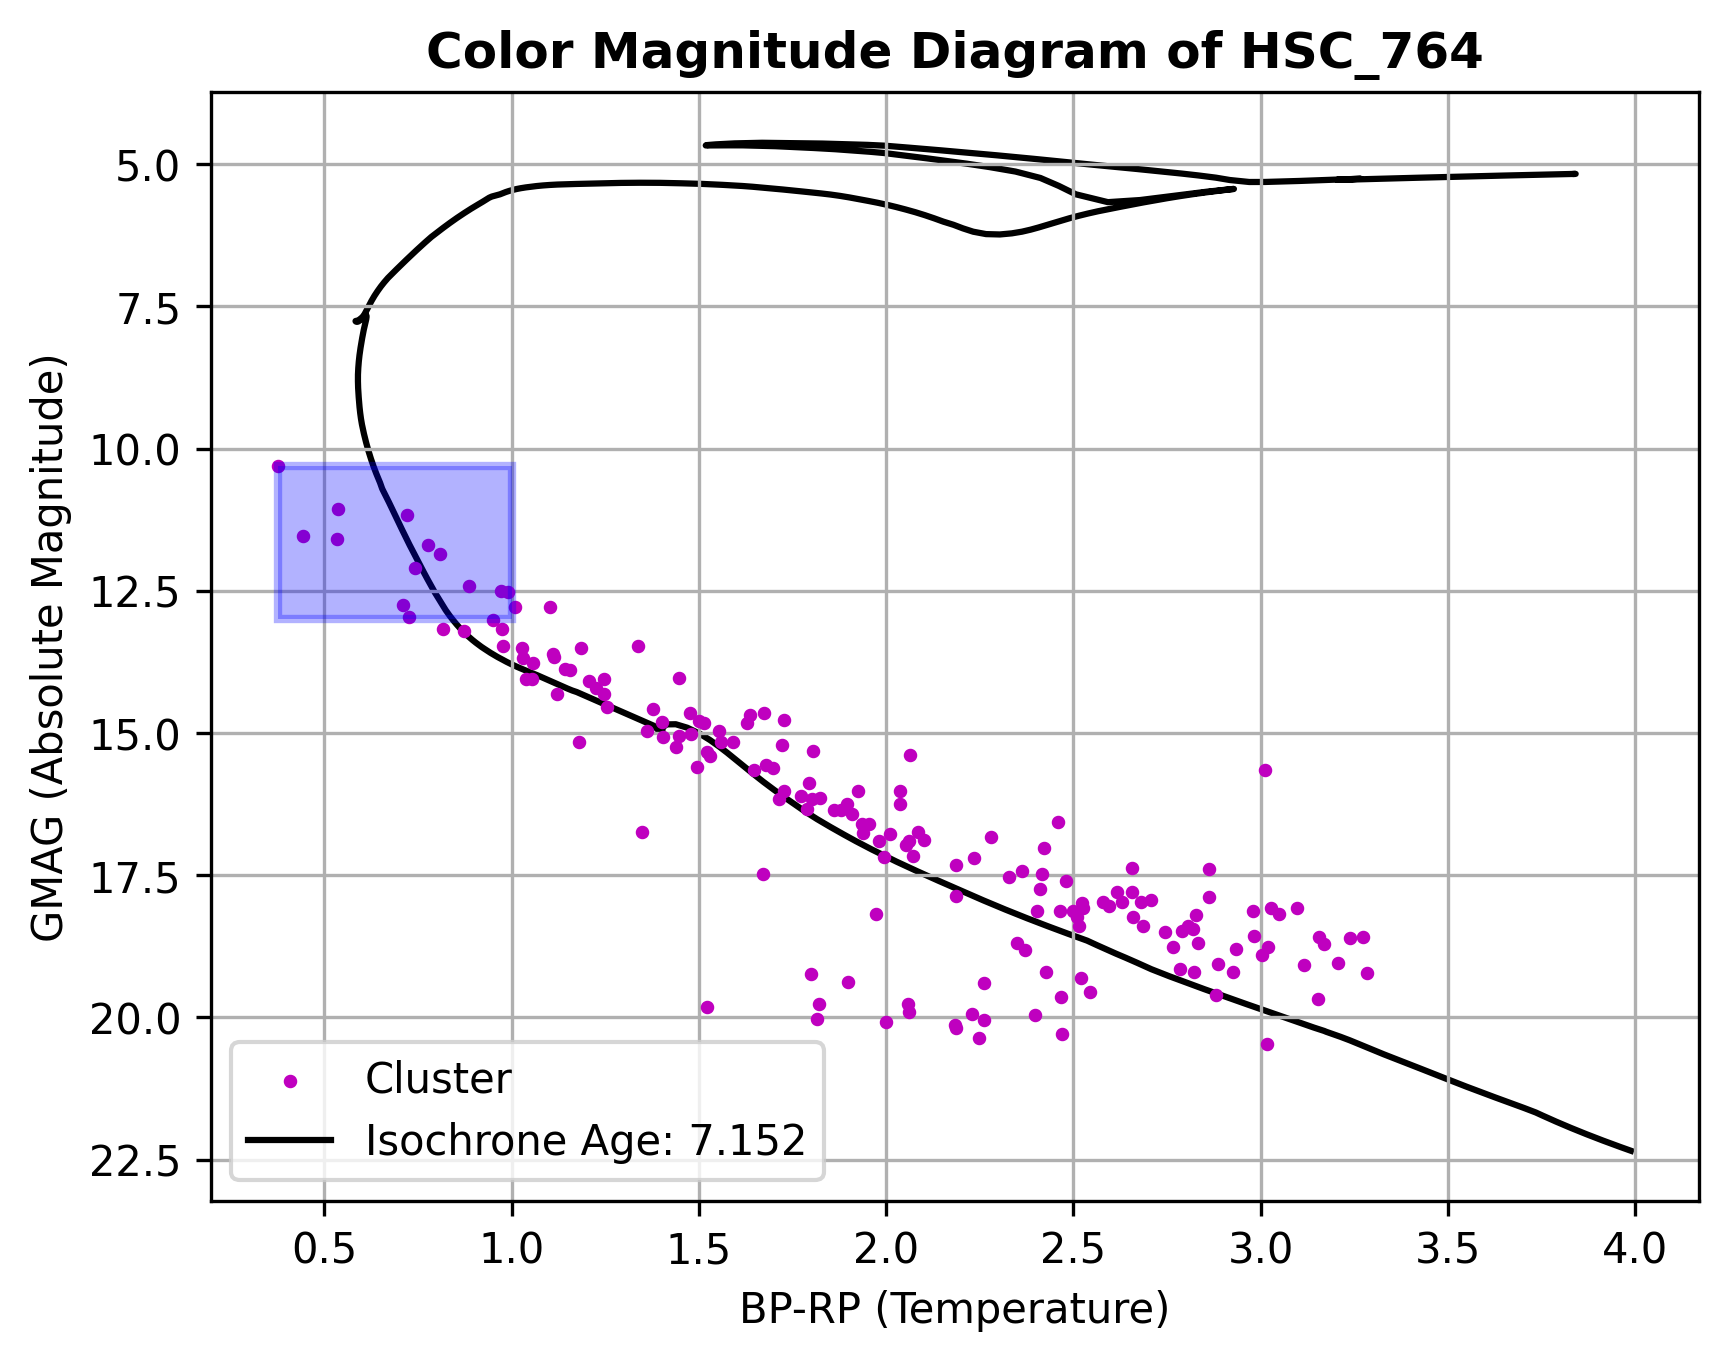 Color Magnitude Diagram of HSC_764
GMAG (Absolute Magnitude)
5.0
7.5
10.0
12.5
15.0
17.5
20.0
22.5
Cluster
Isochrone Age: 7.152
0.5 1.0 1.5 2.0 2.5 3.0 3.5 4.0
BP-RP (Temperature)